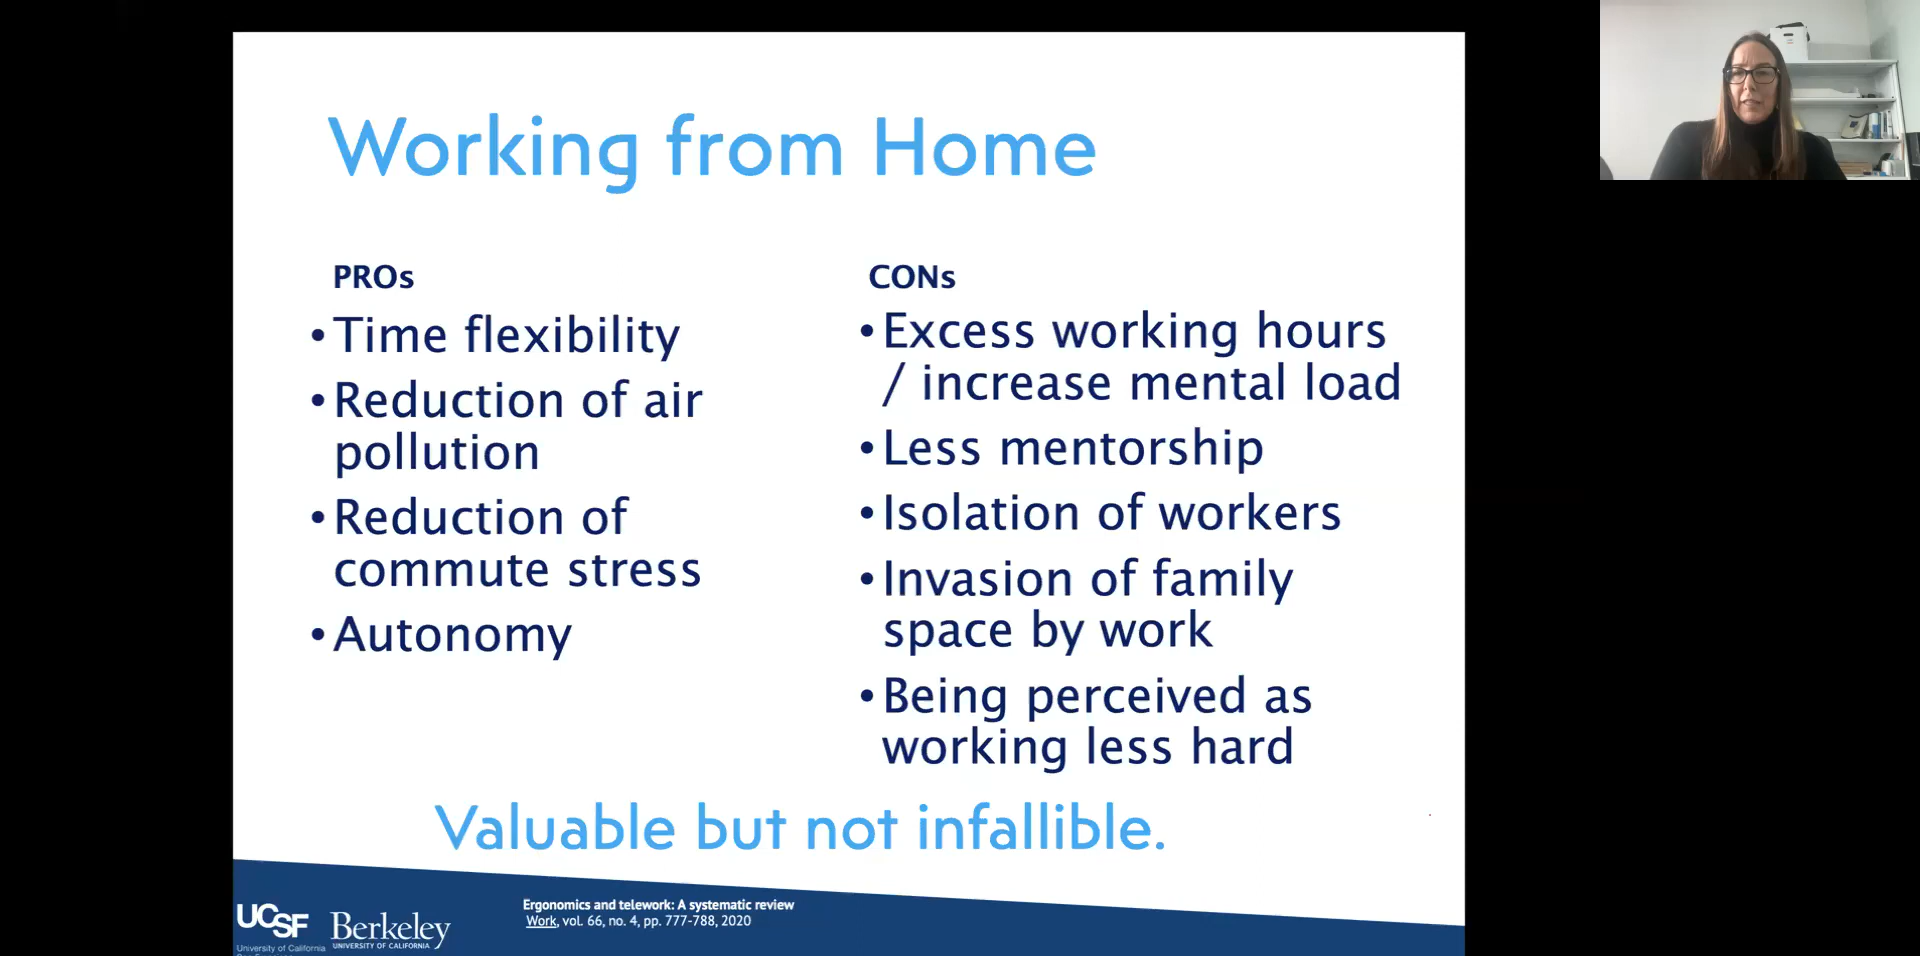 Working from Home
PROs
•Time flexibility
•Reduction of air
pollution
•Reduction of
commute stress
•Autonomy
CONs
•Excess working hours
/ increase mental load
•Less mentorship
•Isolation of workers
•Invasion of family
space by work
•Being perceived as
working less hard
Valuable but not infallible.
UCSF
University of California
Berkeley
UNIVERSITY OF CALIFORNIA
Ergonomics and telework: A systematic review
Work, vol. 66, no. 4, pp. 777-788, 2020